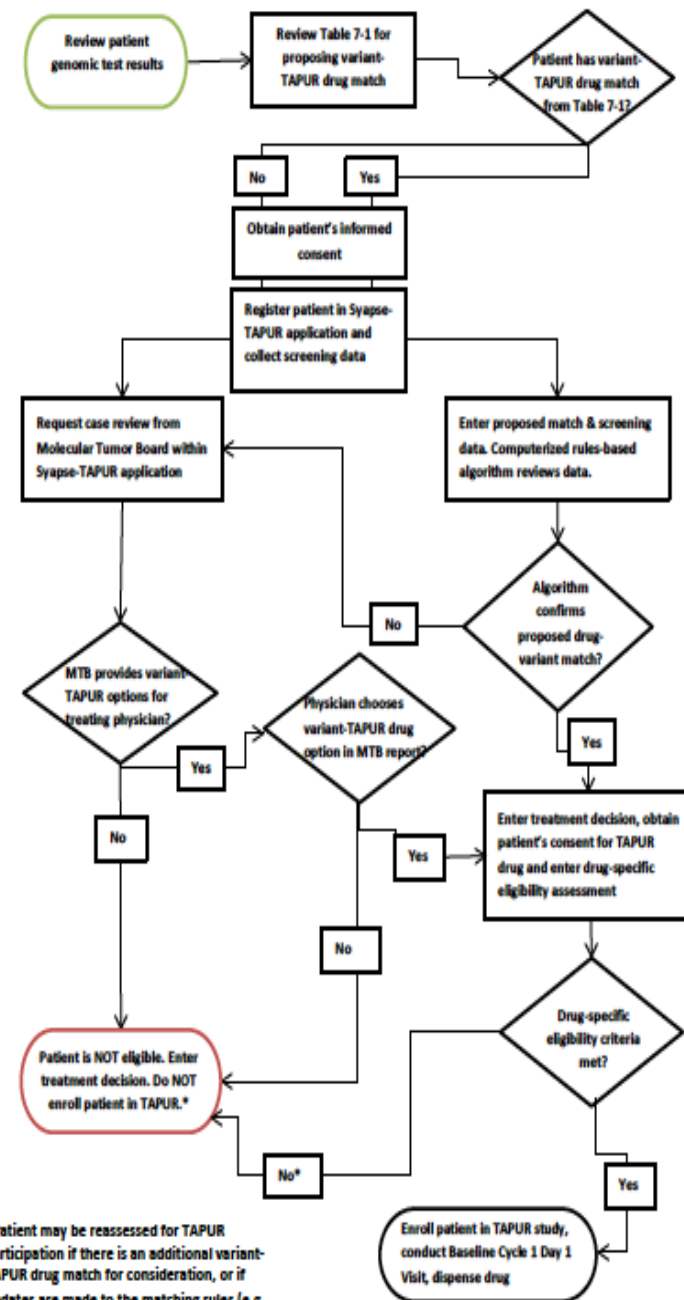 Review patient
genomic test results
Review Table 7-1 for
proposing variant-
TAPUR drug match
Patient has variant-
TAPUR drug match
from Table 7-1?
No
Yes
Obtain patient's informed
consent
Register patient in Syapse-
TAPUR application and
collect screening data
Request case review from
Molecular Tumor Board within
Syapse-TAPUR application
Enter proposed match & screening
data. Computerized rules-based
algorithm reviews data.
Algorithm
confirms
proposed drug-
variant match?
No
MTB provides variant-
TAPUR options for
treating physician?
Physician chooses
variant-TAPUR drug
option in MTB report?
Yes
Yes
No
Yes
Enter treatment decision, obtain
patient's consent for TAPUR
drug and enter drug-specific
eligibility assessment
No
Drug-specific
eligibility criteria
met?
Patient is NOT eligible. Enter
treatment decision. Do NOT
enroll patient in TAPUR.*
No*
Yes
Enroll patient in TAPUR study,
conduct Baseline Cycle 1 Day 1
Visit, dispense drug
atient may be reassessed for TAPUR
rticipation if there is an additional variant-
APUR drug match for consideration, or if
dates are made to the matching rules (e.g.